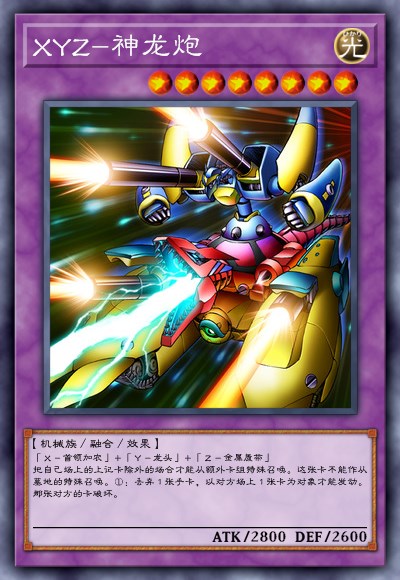 XYZ-神龙炮
ひかり
光
【机械族／融合／效果】
「X-首领加农」+「Y-龙头」+「Z-金属履带」
把自己场上的上记卡除外的场合才能从额外卡组特殊召唤。这张卡不能作从
墓地的特殊召唤。①：丢弃1张手卡，以对方场上1张卡为对象才能发动。
那张对方的卡破坏。
ATK/2800 DEF/2600